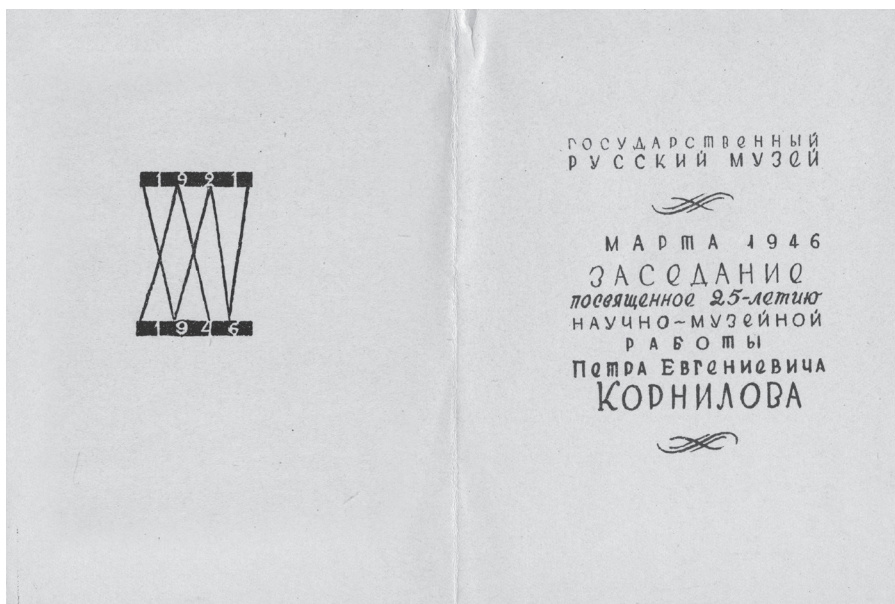 1921
1946
ГОСУДАРСТВЕННЫЙ
РУССКИЙ МУЗЕЙ
МАРТА 1946
ЗАСЕДАНИЕ
посвященное 25-летию
НАУЧНО-МУЗЕЙНОЙ
РАБОТЫ
ПЕТРА ЕВГЕНИЕВИЧА
КОРНИЛОВА